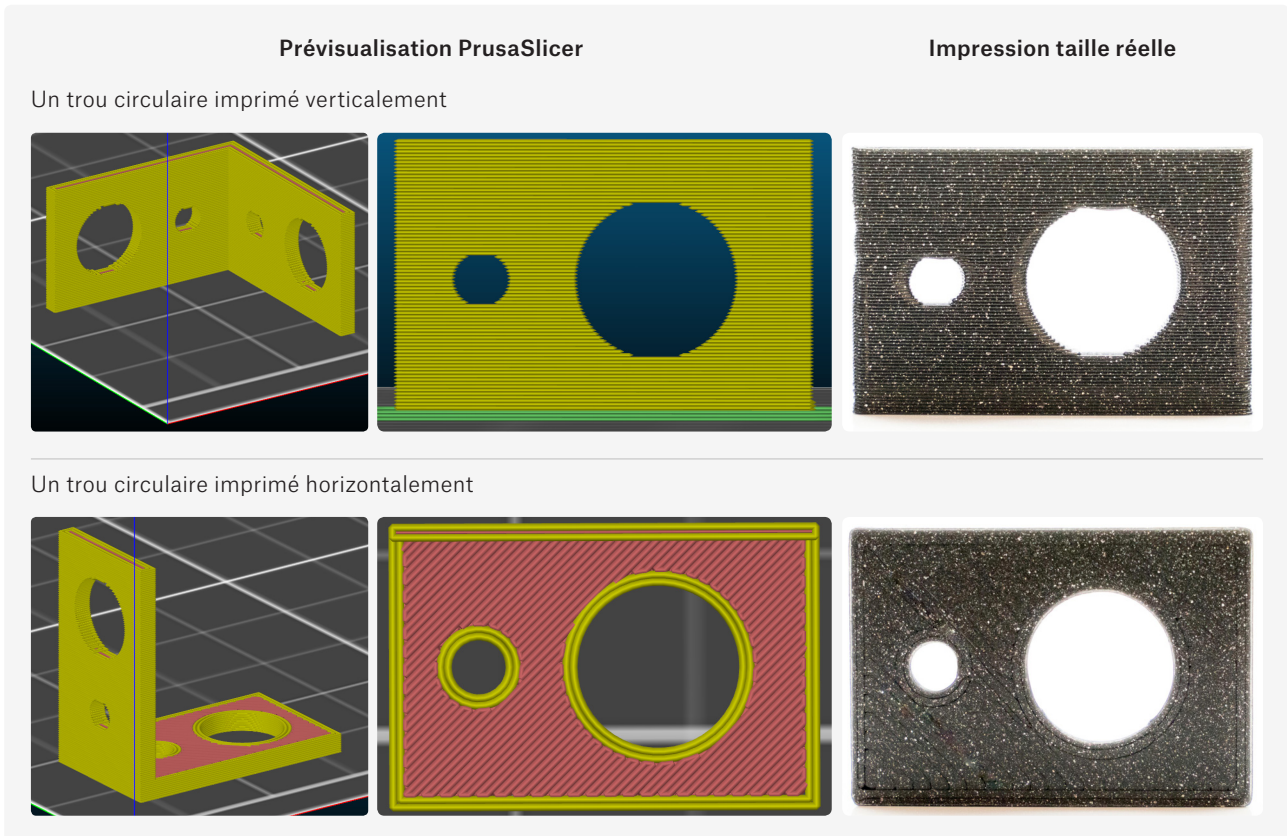 Prévisualisation PrusaSlicer
Impression taille réelle
Un trou circulaire imprimé verticalement
Un trou circulaire imprimé horizontalement